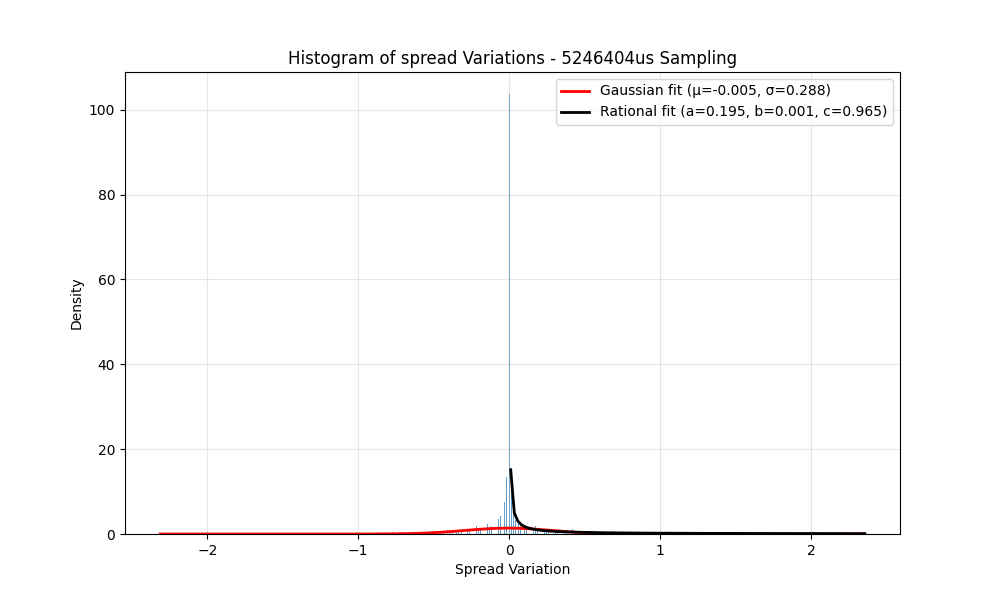 Histogram of spread Variations - 5246404us Sampling
Gaussian fit (μ=-0.005, σ=0.288)
Rational fit (a=0.195, b=0.001, c=0.965)
Density
100
80
60
40
20
0
−2
−1
0
1
2
Spread Variation